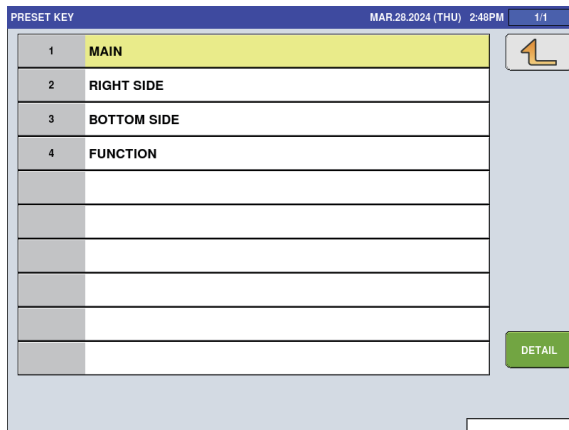 PRESET KEY MAR.28.2024 (THU) 2:48PM 1/1
1 MAIN
2 RIGHT SIDE
3 BOTTOM SIDE
4 FUNCTION
DETAIL